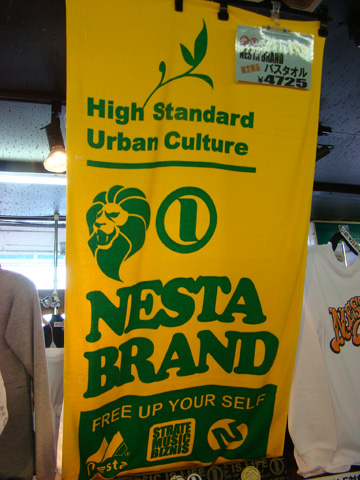 NESTA BRAND
バスタオル
¥4725
High Standard
Urban Culture
1
NESTA
BRAND
FREE UP YOUR SELF
STRATE
MUSIC
BIZNIS
Nesta
N